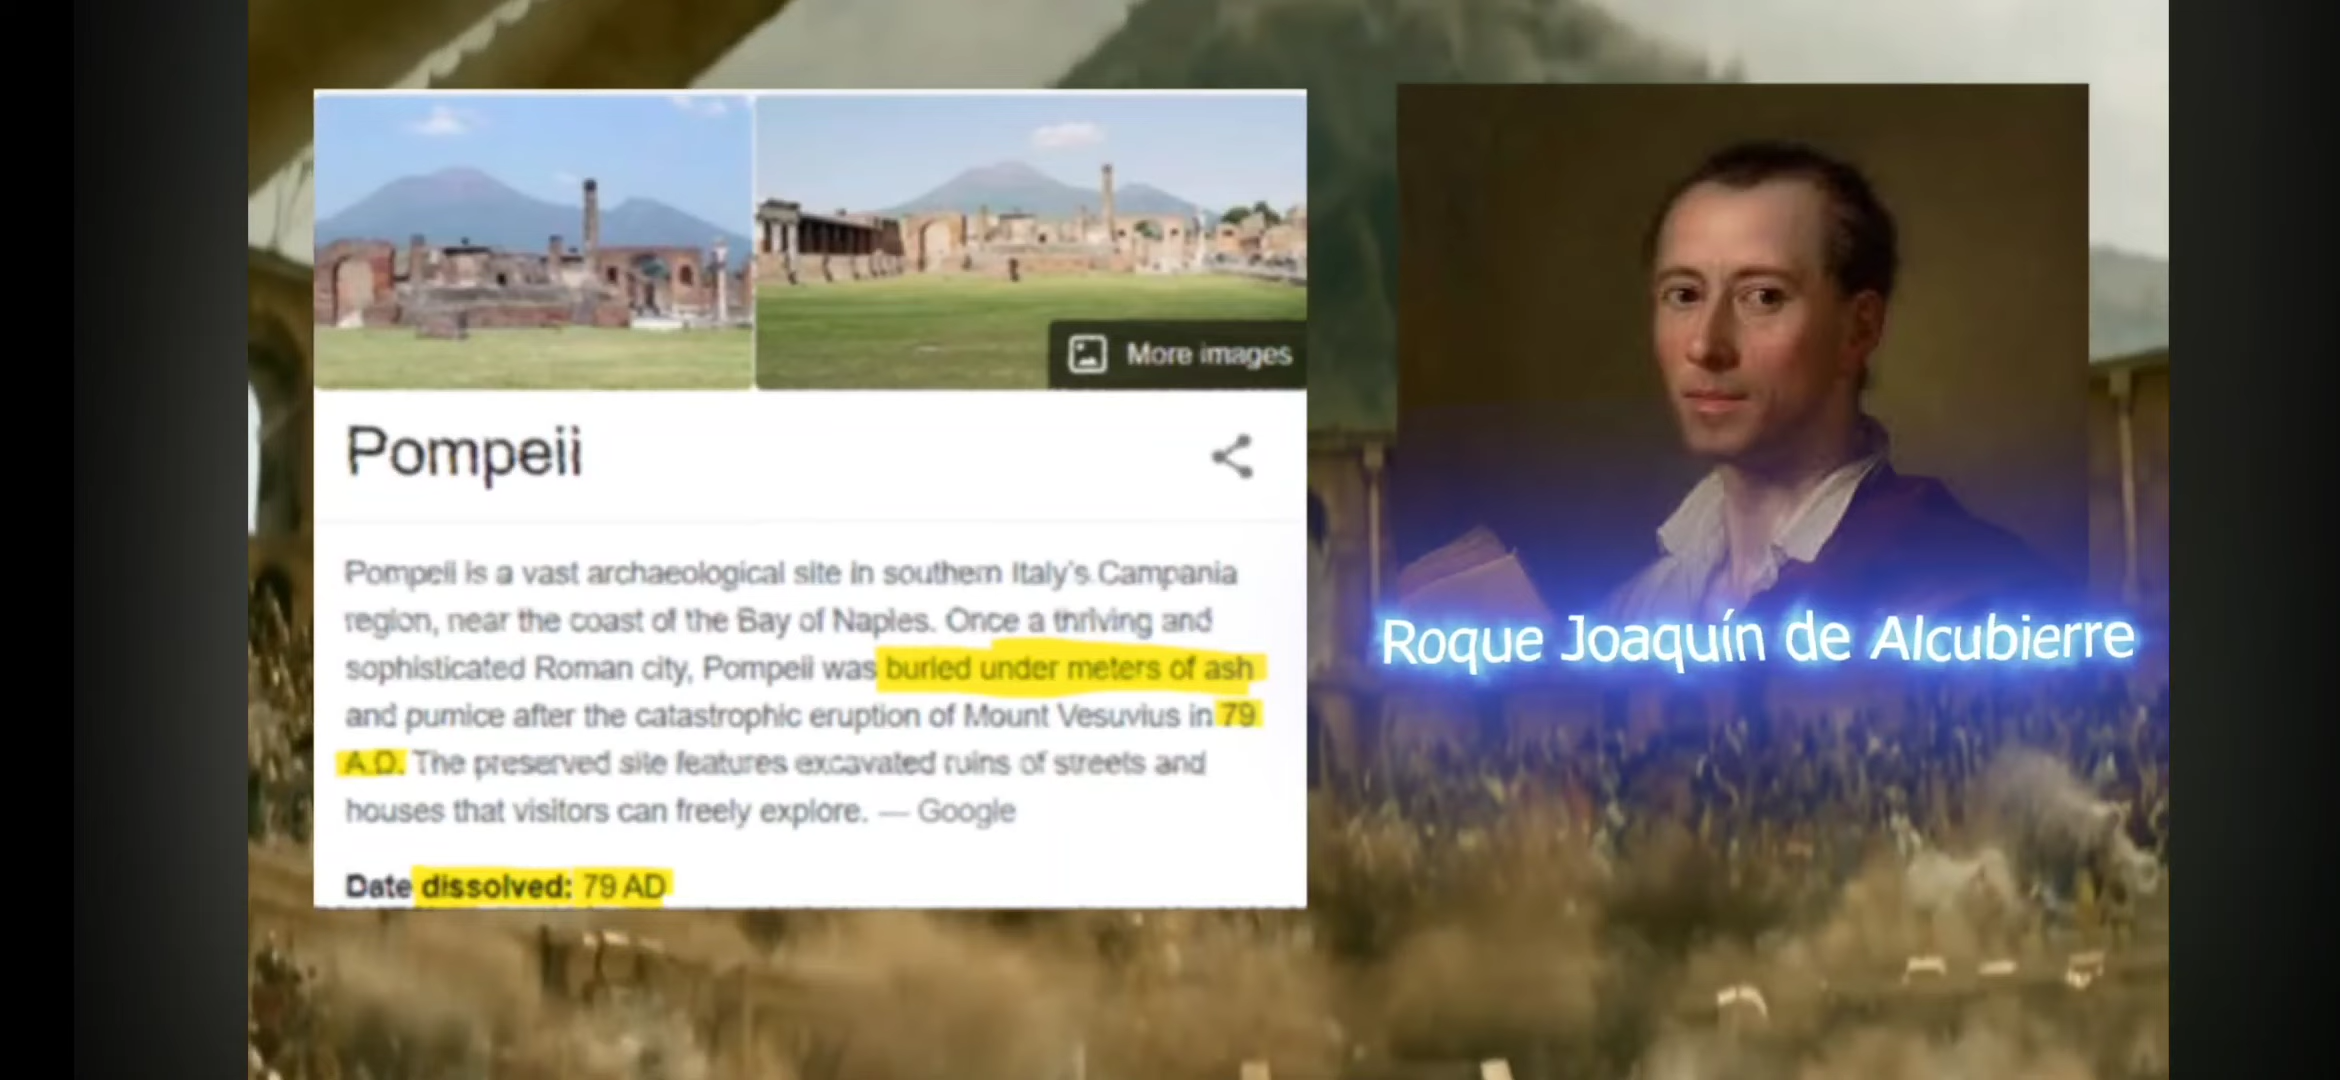 More images
Pompeii
Pompeii is a vast archaeological site in southern Italy's Campania
region, near the coast of the Bay of Naples. Once a thriving and
sophisticated Roman city, Pompeii was buried under meters of ash
and pumice after the catastrophic eruption of Mount Vesuvius in 79
A.D. The preserved site features excavated ruins of streets and
houses that visitors can freely explore. — Google
Date dissolved: 79 AD
Roque Joaquín de Alcubierre